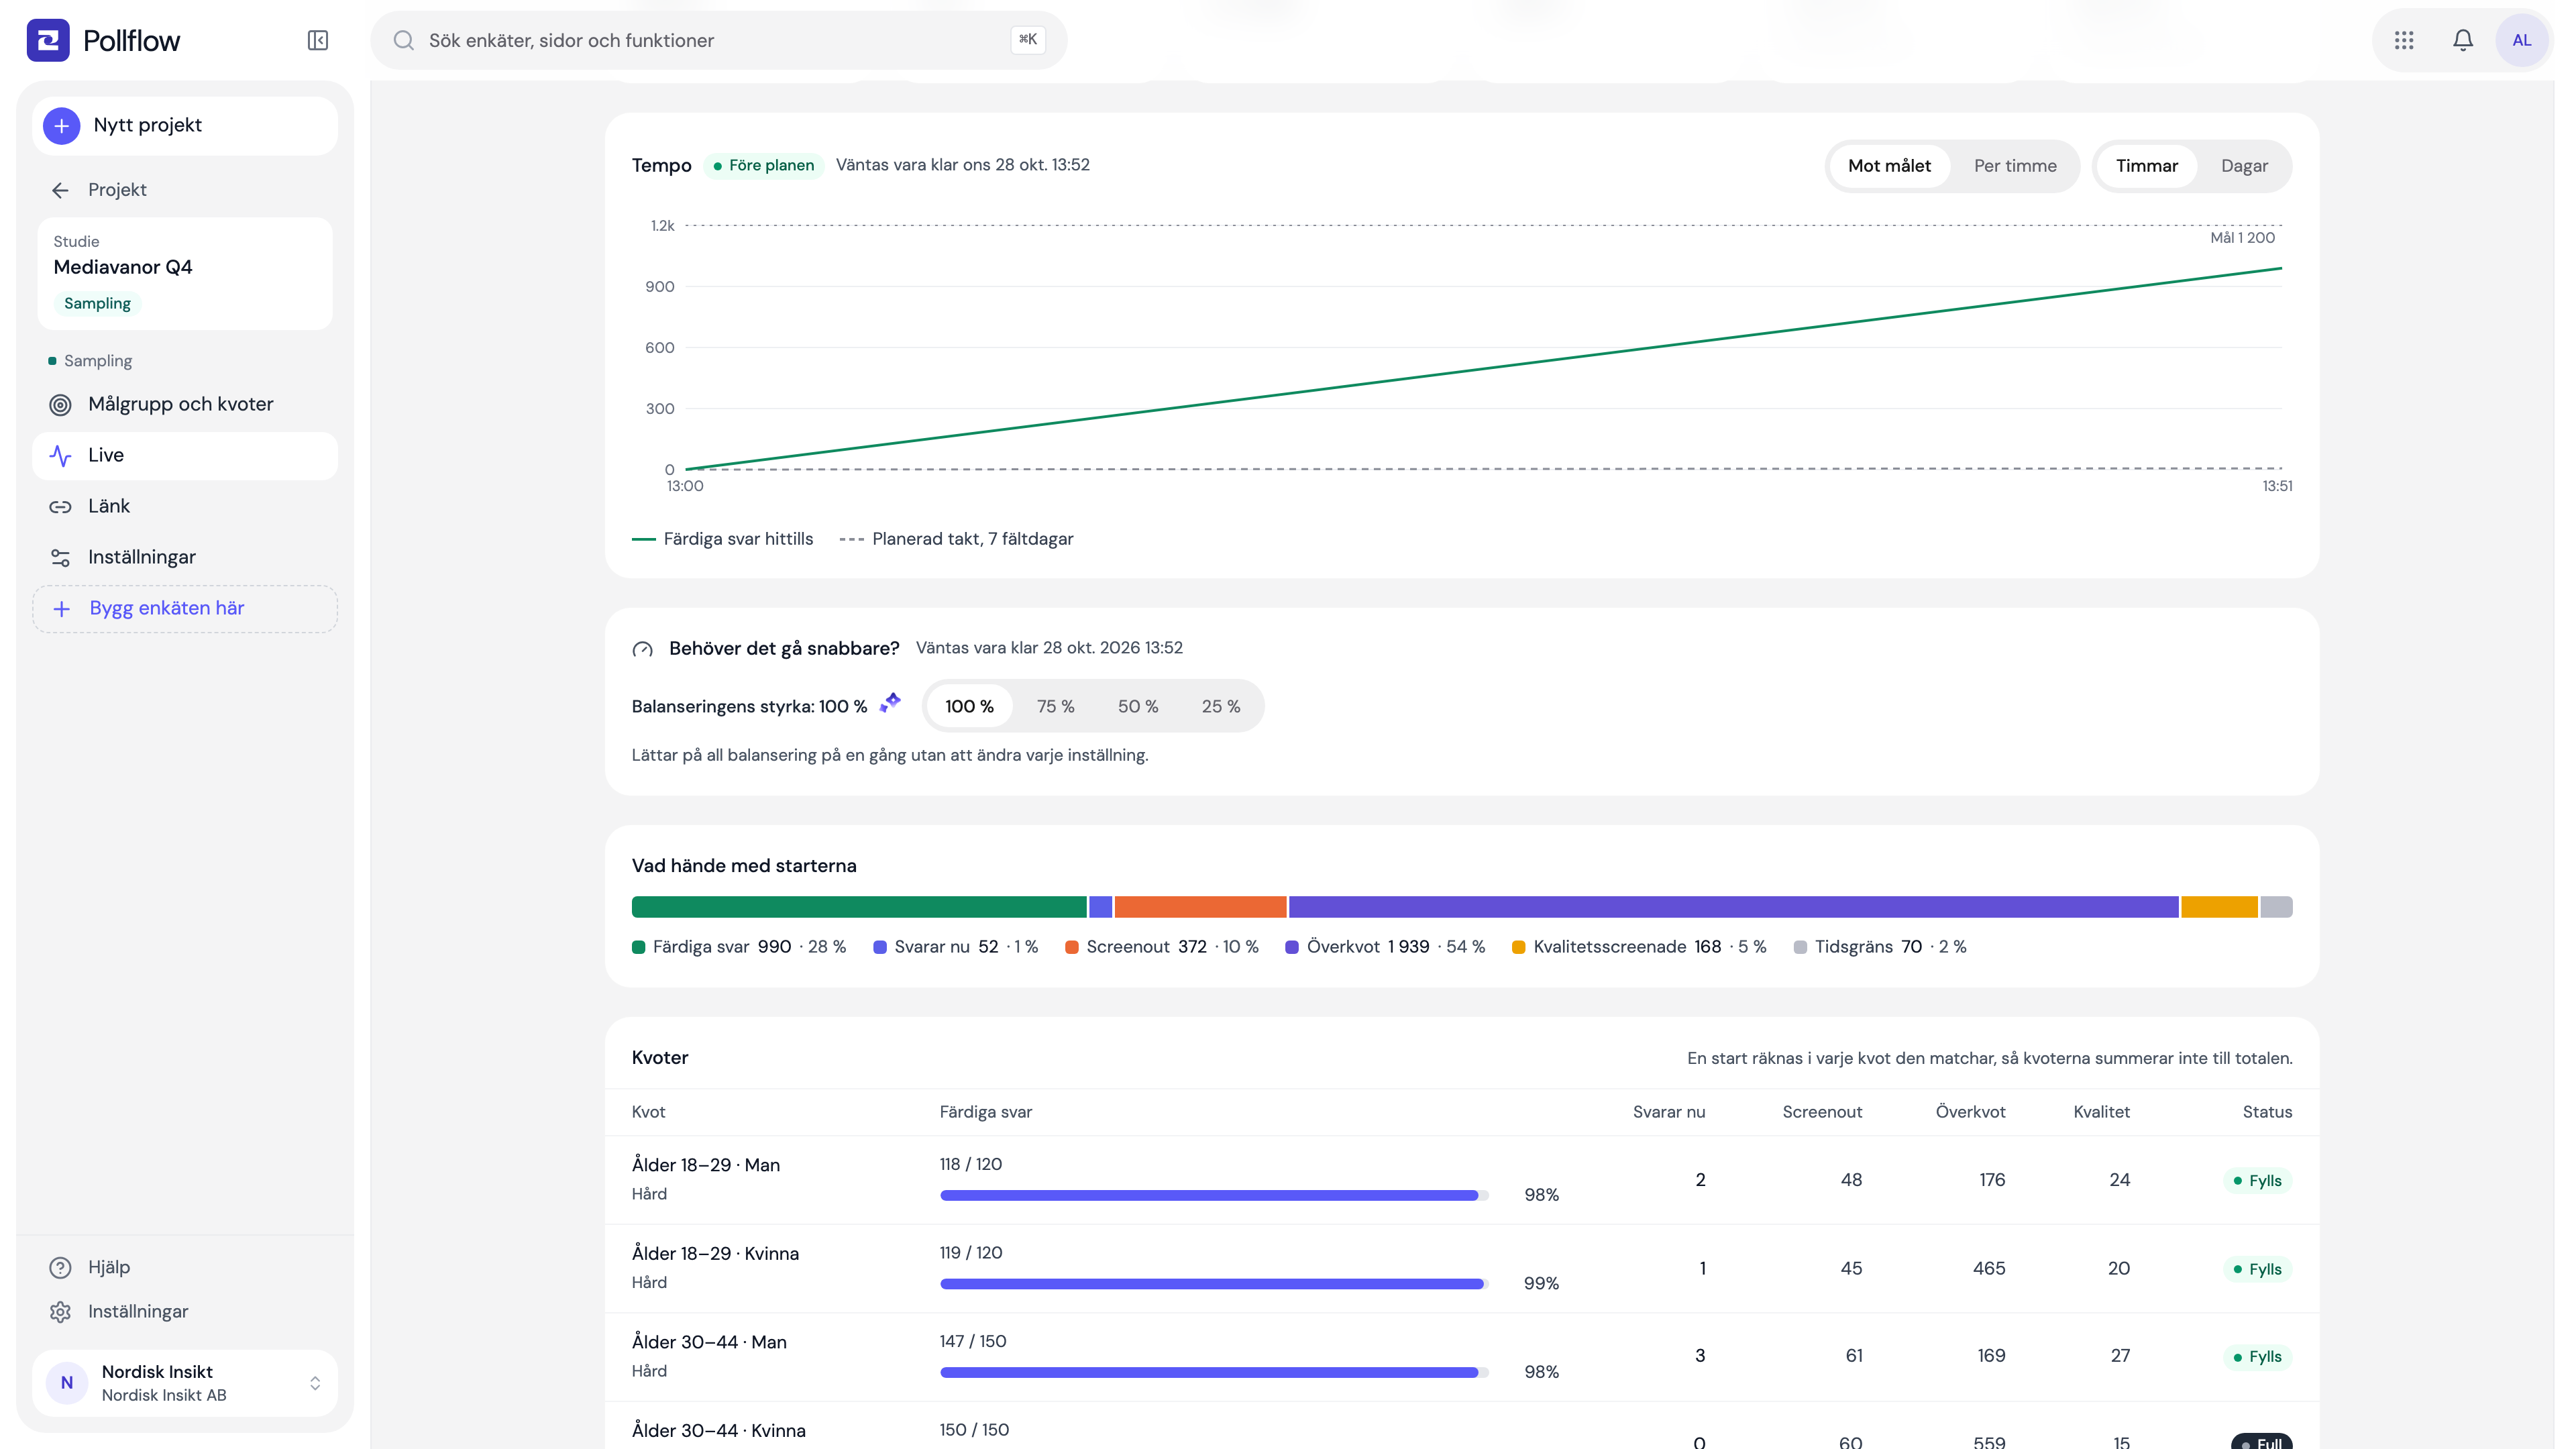 Pollflow
Sök enkäter, sidor och funktioner
⌘K
AL
Nytt projekt
Projekt
Studie
Mediavanor Q4
Sampling
Sampling
Målgrupp och kvoter
Live
Länk
Inställningar
Bygg enkäten här
Hjälp
Inställningar
N
Nordisk Insikt
Nordisk Insikt AB
Tempo Före planen Väntas vara klar ons 28 okt. 13:52
Mot målet Per timme Timmar Dagar
1.2k
Mål 1 200
900
600
300
0
13:00 13:51
Färdiga svar hittills Planerad takt, 7 fältdagar
Behöver det gå snabbare? Väntas vara klar 28 okt. 2026 13:52
Balanseringens styrka: 100 % 100 % 75 % 50 % 25 %
Lättar på all balansering på en gång utan att ändra varje inställning.
Vad hände med starterna
Färdiga svar 990 · 28 % Svarar nu 52 · 1 % Screenout 372 · 10 % Överkvot 1 939 · 54 % Kvalitetsscreenade 168 · 5 % Tidsgräns 70 · 2 %
Kvoter En start räknas i varje kvot den matchar, så kvoterna summerar inte till totalen.
Kvot Färdiga svar Svarar nu Screenout Överkvot Kvalitet Status
Ålder 18–29 · Man 118 / 120
Hård 98% 2 48 176 24 Fylls
Ålder 18–29 · Kvinna 119 / 120
Hård 99% 1 45 465 20 Fylls
Ålder 30–44 · Man 147 / 150
Hård 98% 3 61 169 27 Fylls
Ålder 30–44 · Kvinna 150 / 150
0 60 559 15 Full